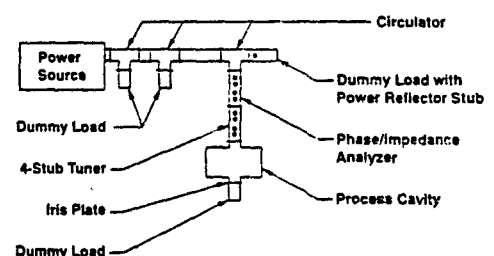 Circulator
Power
Source
Dummy Load with
Power Reflector Stub
Dummy Load
Phase/Impedance
Analyzer
4-Stub Tuner
Process Cavity
Iris Plate
Dummy Load